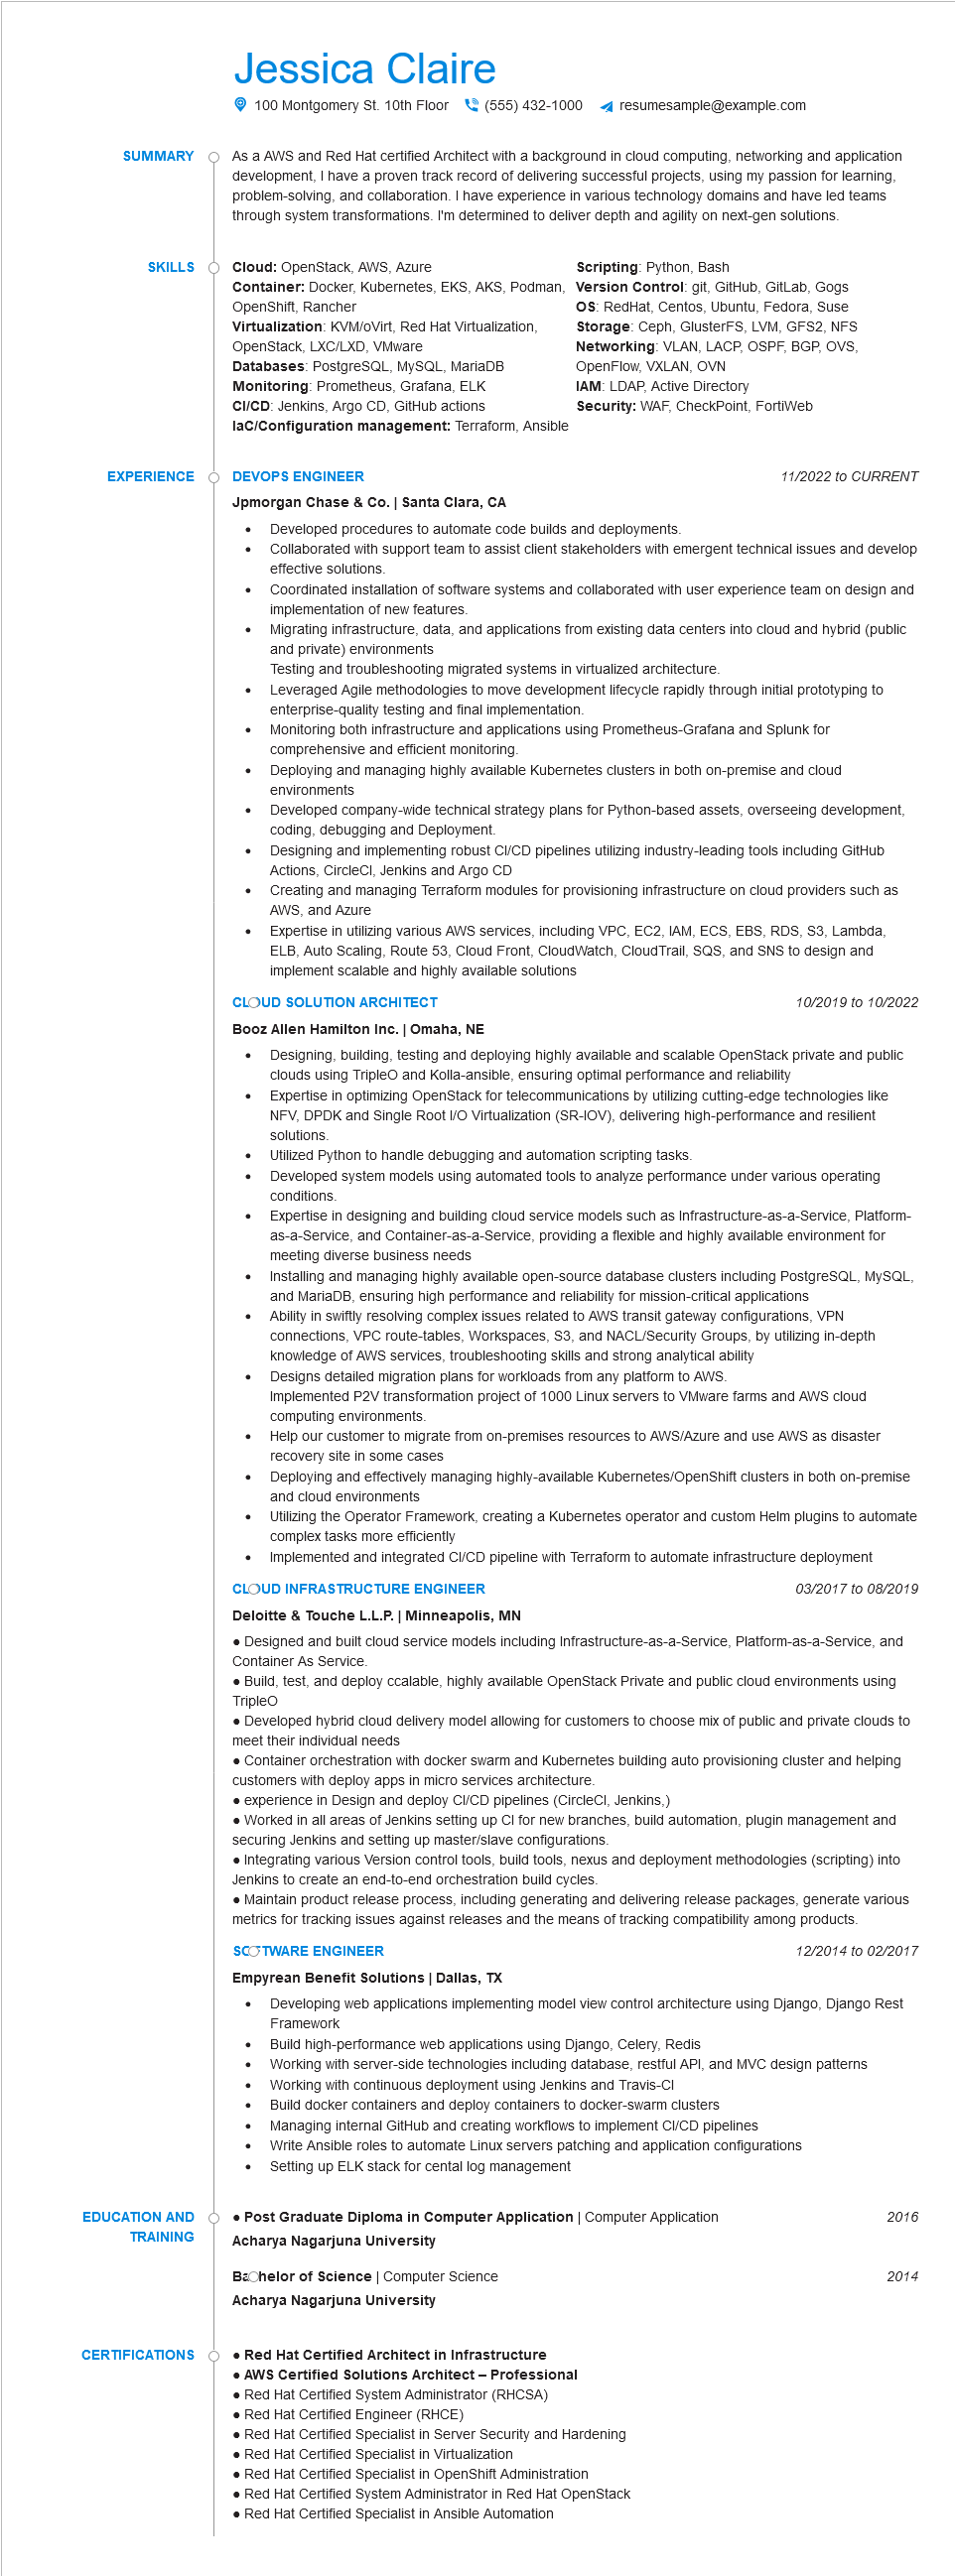 Jessica Claire
100 Montgomery St. 10th Floor (555) 432-1000 resumesample@example.com
SUMMARY
As a AWS and Red Hat certified Architect with a background in cloud computing, networking and application
development, I have a proven track record of delivering successful projects, using my passion for learning,
problem-solving, and collaboration. I have experience in various technology domains and have led teams
through system transformations. I'm determined to deliver depth and agility on next-gen solutions.
SKILLS
Cloud: OpenStack, AWS, Azure
Container: Docker, Kubernetes, EKS, AKS, Podman,
OpenShift, Rancher
Virtualization: KVM/oVirt, Red Hat Virtualization,
OpenStack, LXC/LXD, VMware
Databases: PostgreSQL, MySQL, MariaDB
Monitoring: Prometheus, Grafana, ELK
CI/CD: Jenkins, Argo CD, GitHub actions
IaC/Configuration management: Terraform, Ansible
Scripting: Python, Bash
Version Control: git, GitHub, GitLab, Gogs
OS: RedHat, Centos, Ubuntu, Fedora, Suse
Storage: Ceph, GlusterFS, LVM, GFS2, NFS
Networking: VLAN, LACP, OSPF, BGP, OVS,
OpenFlow, VXLAN, OVN
IAM: LDAP, Active Directory
Security: WAF, CheckPoint, FortiWeb
EXPERIENCE
DEVOPS ENGINEER 11/2022 to CURRENT
Jpmorgan Chase & Co. | Santa Clara, CA
• Developed procedures to automate code builds and deployments.
• Collaborated with support team to assist client stakeholders with emergent technical issues and develop
effective solutions.
• Coordinated installation of software systems and collaborated with user experience team on design and
implementation of new features.
• Migrating infrastructure, data, and applications from existing data centers into cloud and hybrid (public
and private) environments
Testing and troubleshooting migrated systems in virtualized architecture.
• Leveraged Agile methodologies to move development lifecycle rapidly through initial prototyping to
enterprise-quality testing and final implementation.
• Monitoring both infrastructure and applications using Prometheus-Grafana and Splunk for
comprehensive and efficient monitoring.
• Deploying and managing highly available Kubernetes clusters in both on-premise and cloud
environments
• Developed company-wide technical strategy plans for Python-based assets, overseeing development,
coding, debugging and Deployment.
• Designing and implementing robust CI/CD pipelines utilizing industry-leading tools including GitHub
Actions, CircleCI, Jenkins and Argo CD
• Creating and managing Terraform modules for provisioning infrastructure on cloud providers such as
AWS, and Azure
• Expertise in utilizing various AWS services, including VPC, EC2, IAM, ECS, EBS, RDS, S3, Lambda,
ELB, Auto Scaling, Route 53, Cloud Front, CloudWatch, CloudTrail, SQS, and SNS to design and
implement scalable and highly available solutions
CLOUD SOLUTION ARCHITECT 10/2019 to 10/2022
Booz Allen Hamilton Inc. | Omaha, NE
• Designing, building, testing and deploying highly available and scalable OpenStack private and public
clouds using TripleO and Kolla-ansible, ensuring optimal performance and reliability
• Expertise in optimizing OpenStack for telecommunications by utilizing cutting-edge technologies like
NFV, DPDK and Single Root I/O Virtualization (SR-IOV), delivering high-performance and resilient
solutions.
• Utilized Python to handle debugging and automation scripting tasks.
• Developed system models using automated tools to analyze performance under various operating
conditions.
• Expertise in designing and building cloud service models such as Infrastructure-as-a-Service, Platform-
as-a-Service, and Container-as-a-Service, providing a flexible and highly available environment for
meeting diverse business needs
• Installing and managing highly available open-source database clusters including PostgreSQL, MySQL,
and MariaDB, ensuring high performance and reliability for mission-critical applications
• Ability in swiftly resolving complex issues related to AWS transit gateway configurations, VPN
connections, VPC route-tables, Workspaces, S3, and NACL/Security Groups, by utilizing in-depth
knowledge of AWS services, troubleshooting skills and strong analytical ability
• Designs detailed migration plans for workloads from any platform to AWS.
Implemented P2V transformation project of 1000 Linux servers to VMware farms and AWS cloud
computing environments.
• Help our customer to migrate from on-premises resources to AWS/Azure and use AWS as disaster
recovery site in some cases
• Deploying and effectively managing highly-available Kubernetes/OpenShift clusters in both on-premise
and cloud environments
• Utilizing the Operator Framework, creating a Kubernetes operator and custom Helm plugins to automate
complex tasks more efficiently
• Implemented and integrated CI/CD pipeline with Terraform to automate infrastructure deployment
CLOUD INFRASTRUCTURE ENGINEER 03/2017 to 08/2019
Deloitte & Touche L.L.P. | Minneapolis, MN
● Designed and built cloud service models including Infrastructure-as-a-Service, Platform-as-a-Service, and
Container As Service.
● Build, test, and deploy ccalable, highly available OpenStack Private and public cloud environments using
TripleO
● Developed hybrid cloud delivery model allowing for customers to choose mix of public and private clouds to
meet their individual needs
● Container orchestration with docker swarm and Kubernetes building auto provisioning cluster and helping
customers with deploy apps in micro services architecture.
● experience in Design and deploy CI/CD pipelines (CircleCI, Jenkins,)
● Worked in all areas of Jenkins setting up CI for new branches, build automation, plugin management and
securing Jenkins and setting up master/slave configurations.
● Integrating various Version control tools, build tools, nexus and deployment methodologies (scripting) into
Jenkins to create an end-to-end orchestration build cycles.
● Maintain product release process, including generating and delivering release packages, generate various
metrics for tracking issues against releases and the means of tracking compatibility among products.
SOFTWARE ENGINEER 12/2014 to 02/2017
Empyrean Benefit Solutions | Dallas, TX
• Developing web applications implementing model view control architecture using Django, Django Rest
Framework
• Build high-performance web applications using Django, Celery, Redis
• Working with server-side technologies including database, restful API, and MVC design patterns
• Working with continuous deployment using Jenkins and Travis-CI
• Build docker containers and deploy containers to docker-swarm clusters
• Managing internal GitHub and creating workflows to implement CI/CD pipelines
• Write Ansible roles to automate Linux servers patching and application configurations
• Setting up ELK stack for cental log management
EDUCATION AND
TRAINING
● Post Graduate Diploma in Computer Application | Computer Application 2016
Acharya Nagarjuna University
Bachelor of Science | Computer Science 2014
Acharya Nagarjuna University
CERTIFICATIONS
● Red Hat Certified Architect in Infrastructure
● AWS Certified Solutions Architect – Professional
● Red Hat Certified System Administrator (RHCSA)
● Red Hat Certified Engineer (RHCE)
● Red Hat Certified Specialist in Server Security and Hardening
● Red Hat Certified Specialist in Virtualization
● Red Hat Certified Specialist in OpenShift Administration
● Red Hat Certified System Administrator in Red Hat OpenStack
● Red Hat Certified Specialist in Ansible Automation